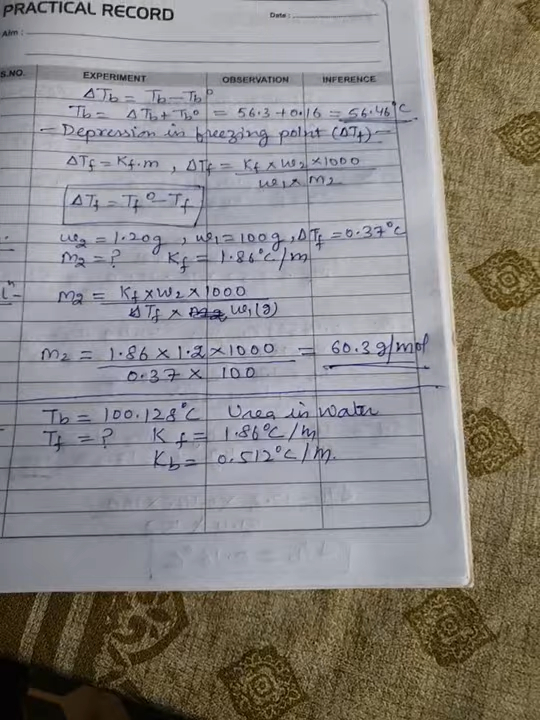 PRACTICAL RECORD
Date :
Aim :
S.NO. EXPERIMENT OBSERVATION INFERENCE
ΔTb = Tb – Tb°
Tb = ΔTb + Tb° = 56.3 + 0.16 = 56.46°C
– Depression in freezing point (ΔTf) –
ΔTf = Kf.m , ΔTf = Kf × w2 × 1000
w1 × m2
ΔTf = Tf° – Tf
w2 = 1.20g , w1 = 100g , ΔTf = 0.37°C
m2 = ? Kf = 1.86°C/m
m2 = Kf × w2 × 1000
ΔTf × w1(g)
m2 = 1.86 × 1.2 × 1000 = 60.3 g/mol
0.37 × 100
Tb = 100.128°C Urea in water
Tf = ? Kf = 1.86°C/m
Kb = 0.512°C/m.